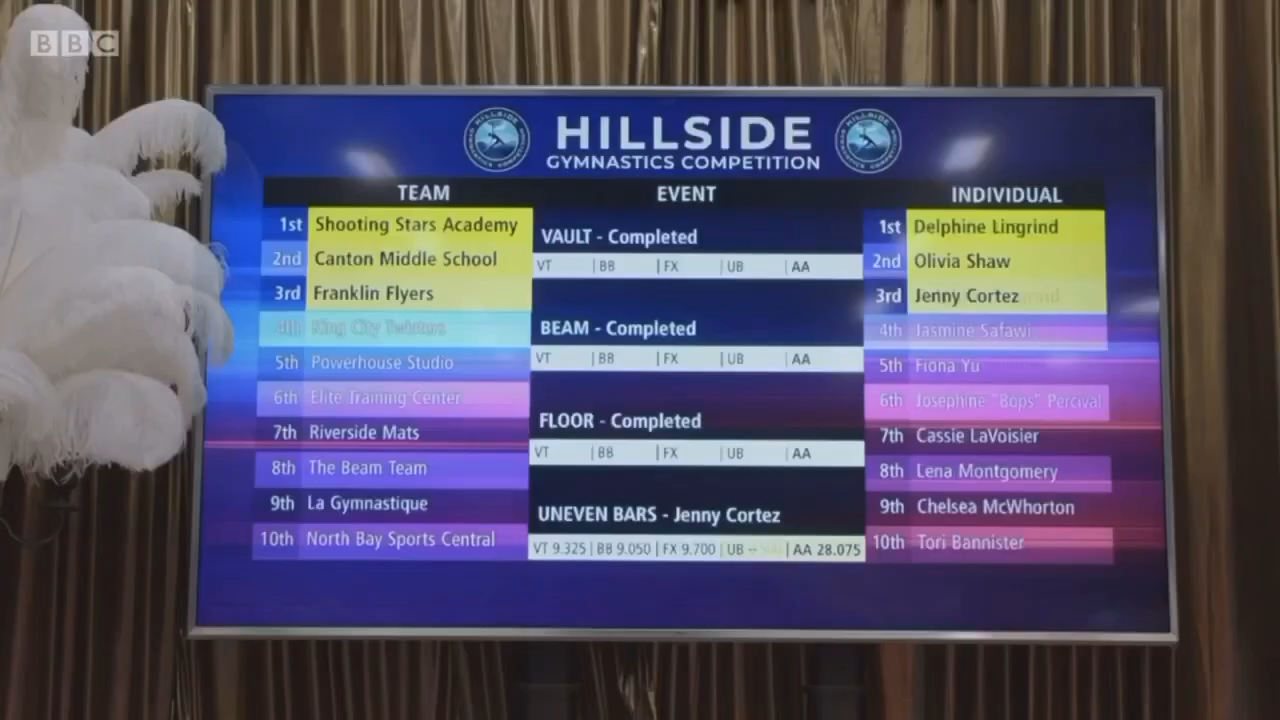 BBC
HILLSIDE
GYMNASTICS COMPETITION
TEAM
1st Shooting Stars Academy
2nd Canton Middle School
3rd Franklin Flyers
4th King City Twisters
5th Powerhouse Studio
6th Elite Training Center
7th Riverside Mats
8th The Beam Team
9th La Gymnastique
10th North Bay Sports Central
EVENT
VAULT - Completed
VT | BB | FX | UB | AA
BEAM - Completed
VT | BB | FX | UB | AA
FLOOR - Completed
VT | BB | FX | UB | AA
UNEVEN BARS - Jenny Cortez
VT 9.325 | BB 9.050 | FX 9.700 | UB -- | AA 28.075
INDIVIDUAL
1st Delphine Lingrind
2nd Olivia Shaw
3rd Jenny Cortez
4th Jasmine Safawi
5th Fiona Yu
6th Josephine "Bops" Percival
7th Cassie LaVoisier
8th Lena Montgomery
9th Chelsea McWhorton
10th Tori Bannister